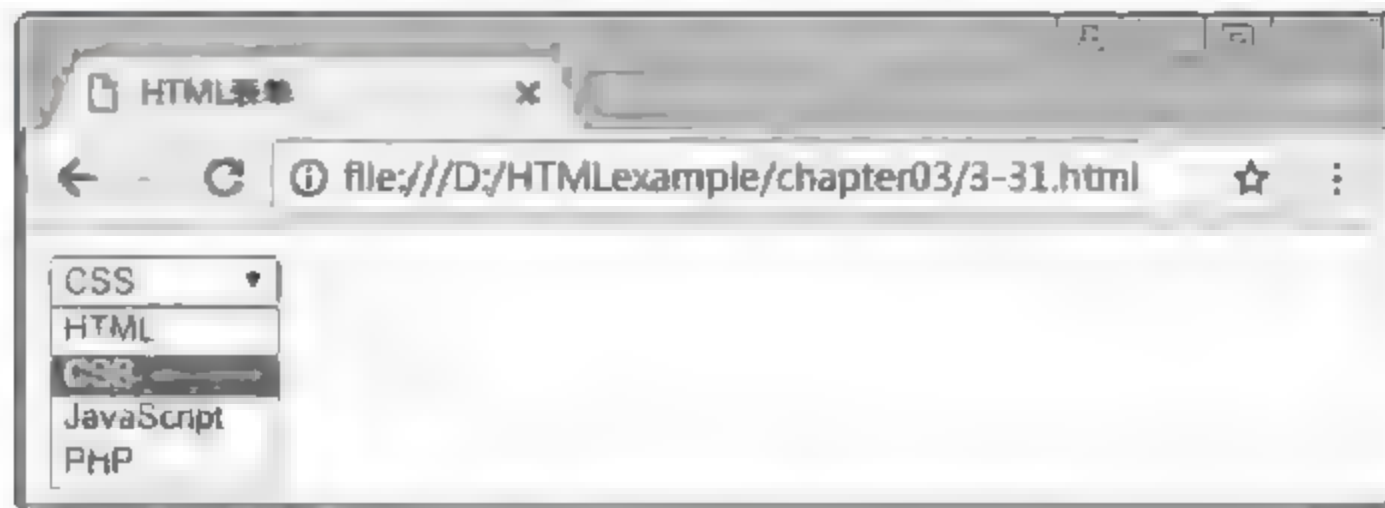 HTML表单
file:///D:/HTMLexample/chapter03/3-31.html
CSS
HTML
CSS
JavaScript
PHP